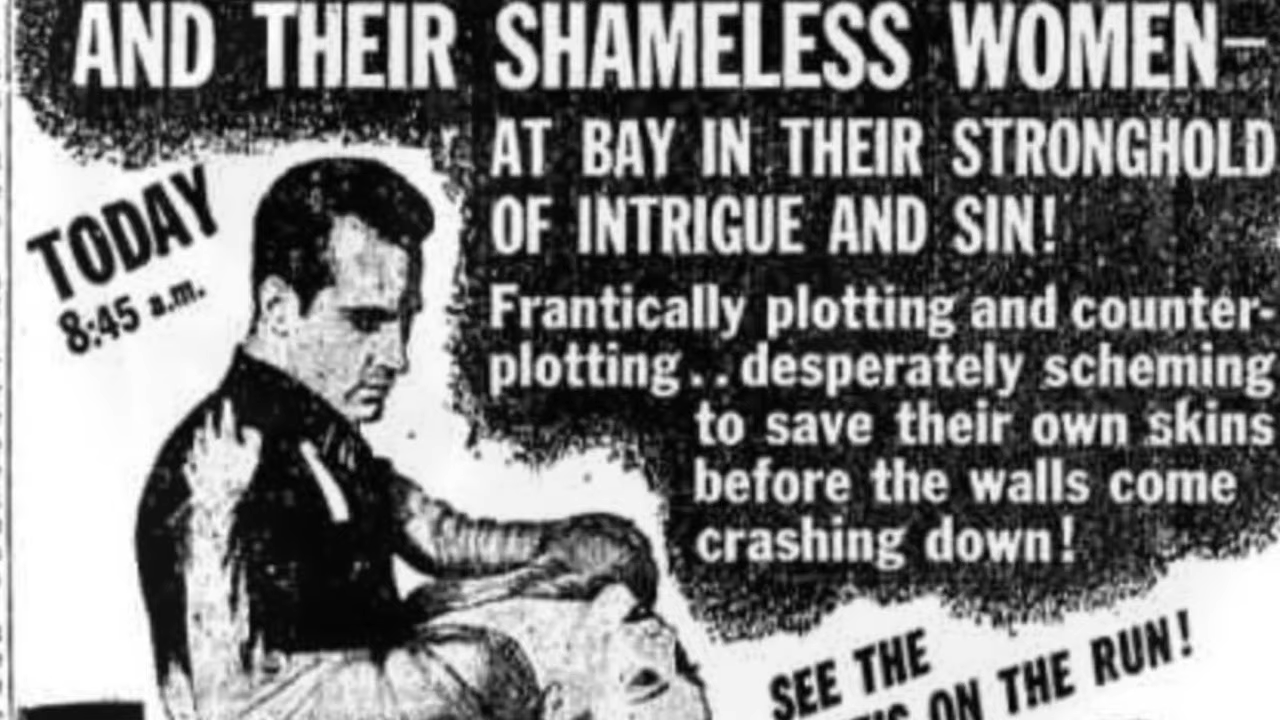 AND THEIR SHAMELESS WOMEN—
AT BAY IN THEIR STRONGHOLD
OF INTRIGUE AND SIN!
TODAY
8:45 a.m.
Frantically plotting and counter-
plotting..desperately scheming
to save their own skins
before the walls come
crashing down!
SEE THE
ON THE RUN!